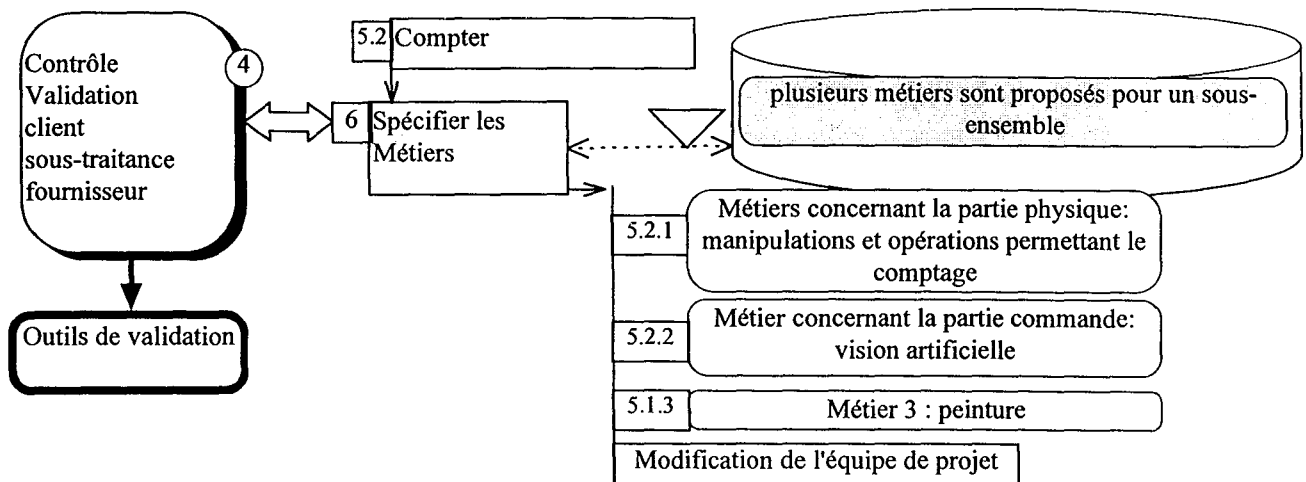 Contrôle
Validation
client
sous-traitance
fournisseur
4
Outils de validation
5.2 Compter
6 Spécifier les
Métiers
plusieurs métiers sont proposés pour un sous-
ensemble
5.2.1 Métiers concernant la partie physique:
manipulations et opérations permettant le
comptage
5.2.2 Métier concernant la partie commande:
vision artificielle
5.1.3 Métier 3 : peinture
Modification de l'équipe de projet